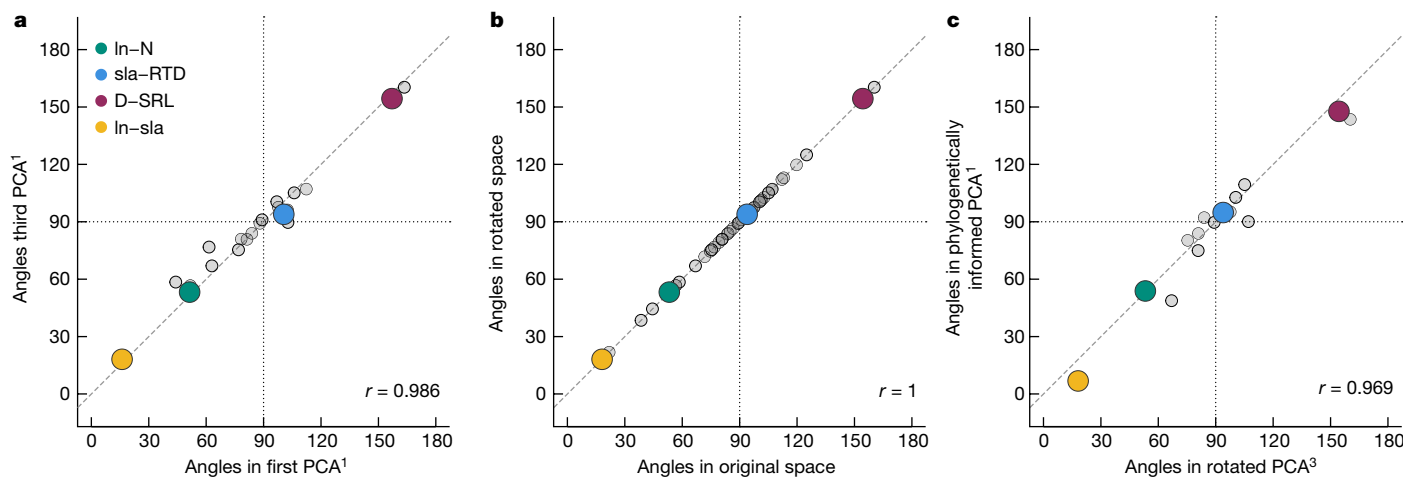 a
Angles third PCA¹
180
150
120
90
60
30
0
ln–N
sla–RTD
D–SRL
ln–sla
r = 0.986
0 30 60 90 120 150 180
Angles in first PCA¹
b
Angles in rotated space
180
150
120
90
60
30
0
r = 1
0 30 60 90 120 150 180
Angles in original space
c
Angles in phylogenetically
informed PCA¹
180
150
120
90
60
30
0
r = 0.969
0 30 60 90 120 150 180
Angles in rotated PCA³